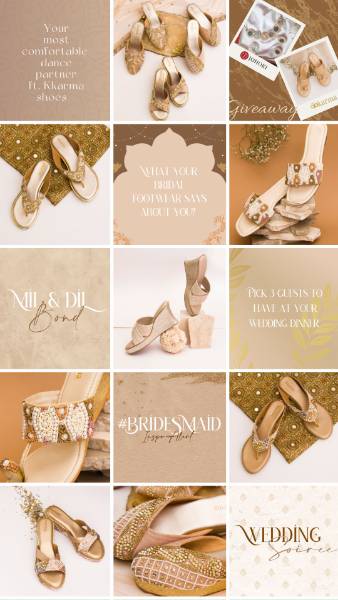 Your
most
comfortable
dance
partner
ft. Kkarma
shoes
Giveaway
WHAT YOUR
BRIDAL
FOOTWEAR SAYS
ABOUT YOU?
MIL & DIL
Bond
PICK 3 GUESTS TO
HAVE AT YOUR
WEDDING DINNER
#BRIDESMAID
WEDDING
Soiree